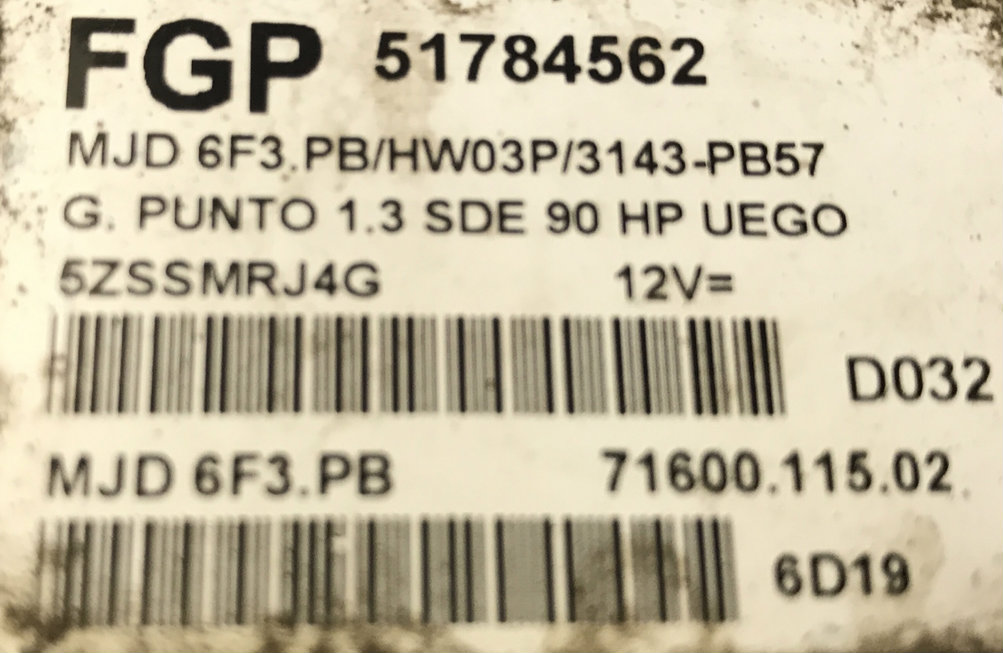 FGP 51784562
MJD 6F3.PB/HW03P/3143-PB57
G. PUNTO 1.3 SDE 90 HP UEGO
5ZSSMRJ4G 12V=
D032
MJD 6F3.PB 71600.115.02
6D19